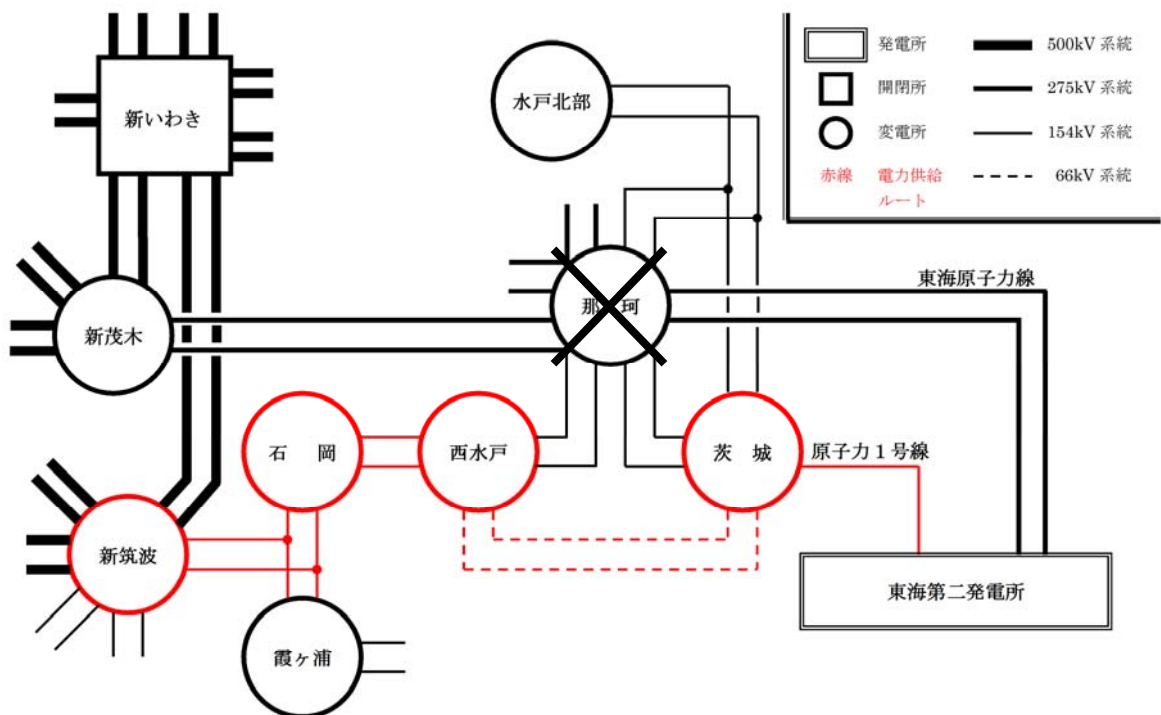 新いわき
水戸北部
発電所
500kV 系統
開閉所
275kV 系統
変電所
154kV 系統
赤線 電力供給
ルート
66kV 系統
那 珂
東海原子力線
新茂木
石 岡
西水戸
茨 城
原子力1号線
新筑波
東海第二発電所
霞ヶ浦